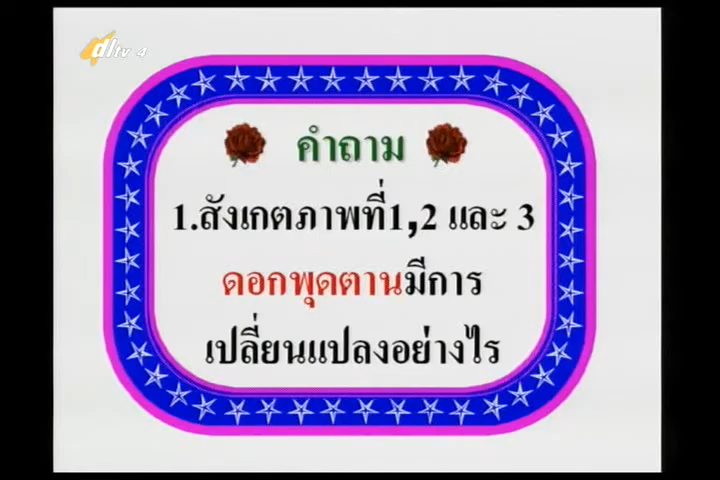 dltv 4
คำถาม
1.สังเกตภาพที่1,2 และ 3
ดอกพุดตานมีการ
เปลี่ยนแปลงอย่างไร